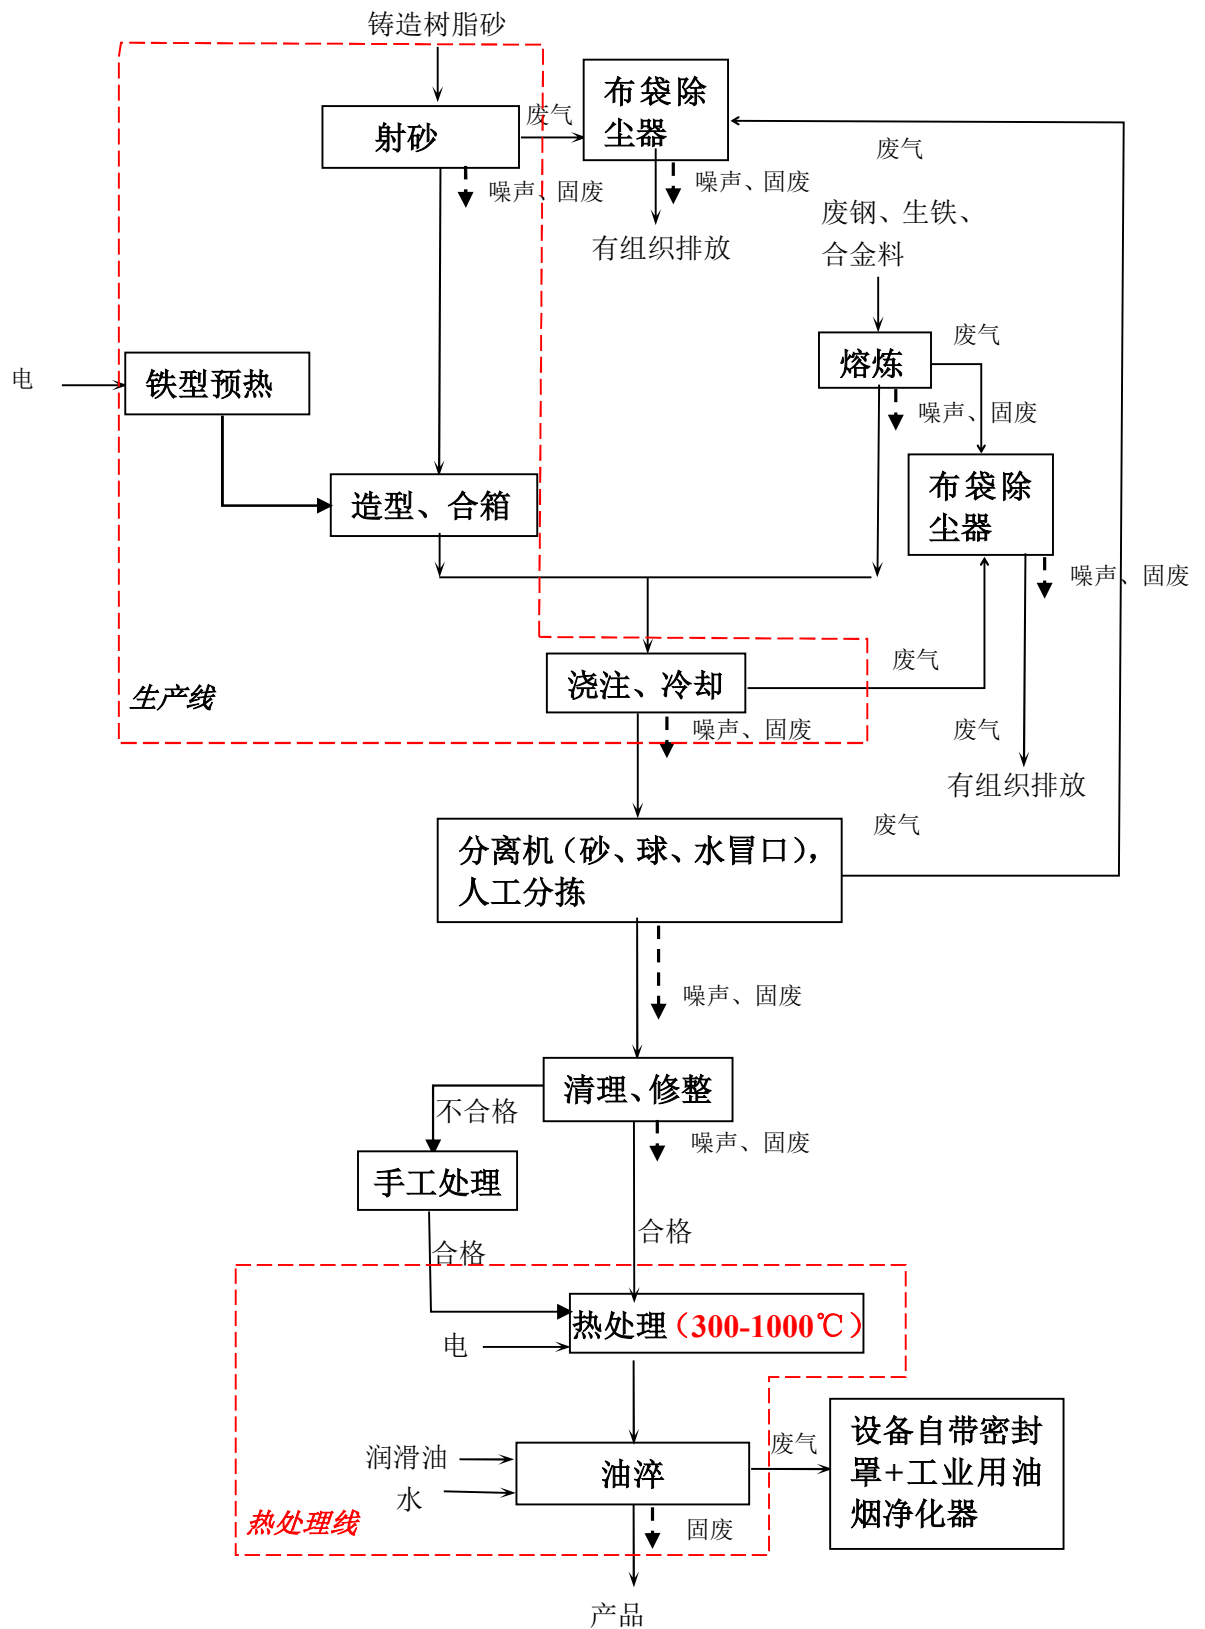 铸造树脂砂
布袋除
尘器
废气
射砂
废气
噪声、固废
噪声、固废
废钢、生铁、
合金料
有组织排放
废气
熔炼
电
铁型预热
噪声、固废
布袋除
尘器
造型、合箱
噪声、固废
废气
浇注、冷却
生产线
噪声、固废
废气
有组织排放
废气
分离机（砂、球、水冒口），
人工分拣
噪声、固废
清理、修整
不合格
噪声、固废
手工处理
合格
合格
热处理（300-1000℃）
电
设备自带密封
罩+工业用油
烟净化器
废气
润滑油
油淬
水
热处理线
固废
产品